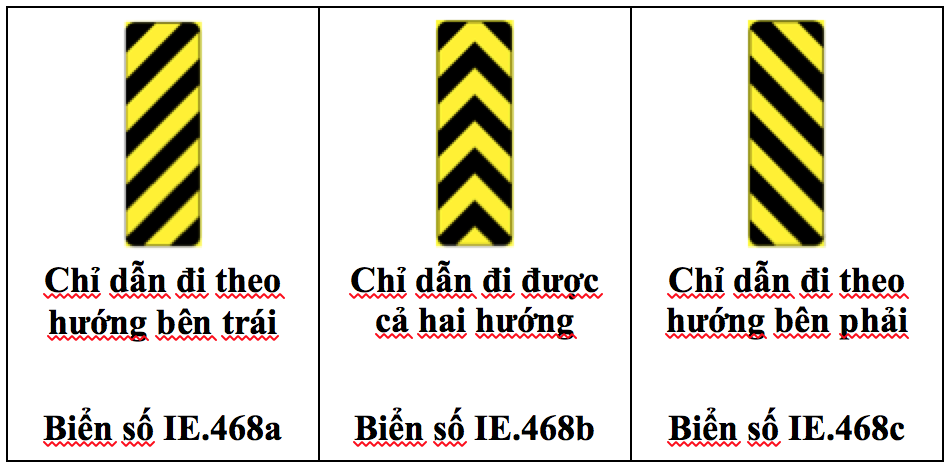 Chỉ dẫn đi theo
hướng bên trái
Biển số IE.468a
Chỉ dẫn đi được
cả hai hướng
Biển số IE.468b
Chỉ dẫn đi theo
hướng bên phải
Biển số IE.468c